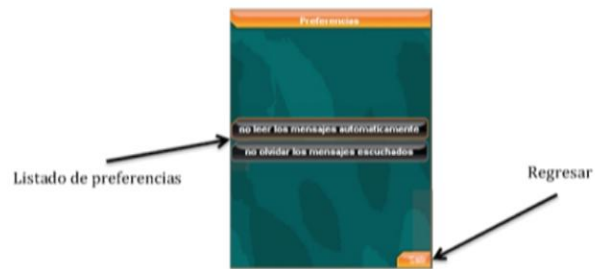 Preferencias
no leer los mensajes automaticamente
no olvidar los mensajes escuchados
Listado de preferencias
Regresar